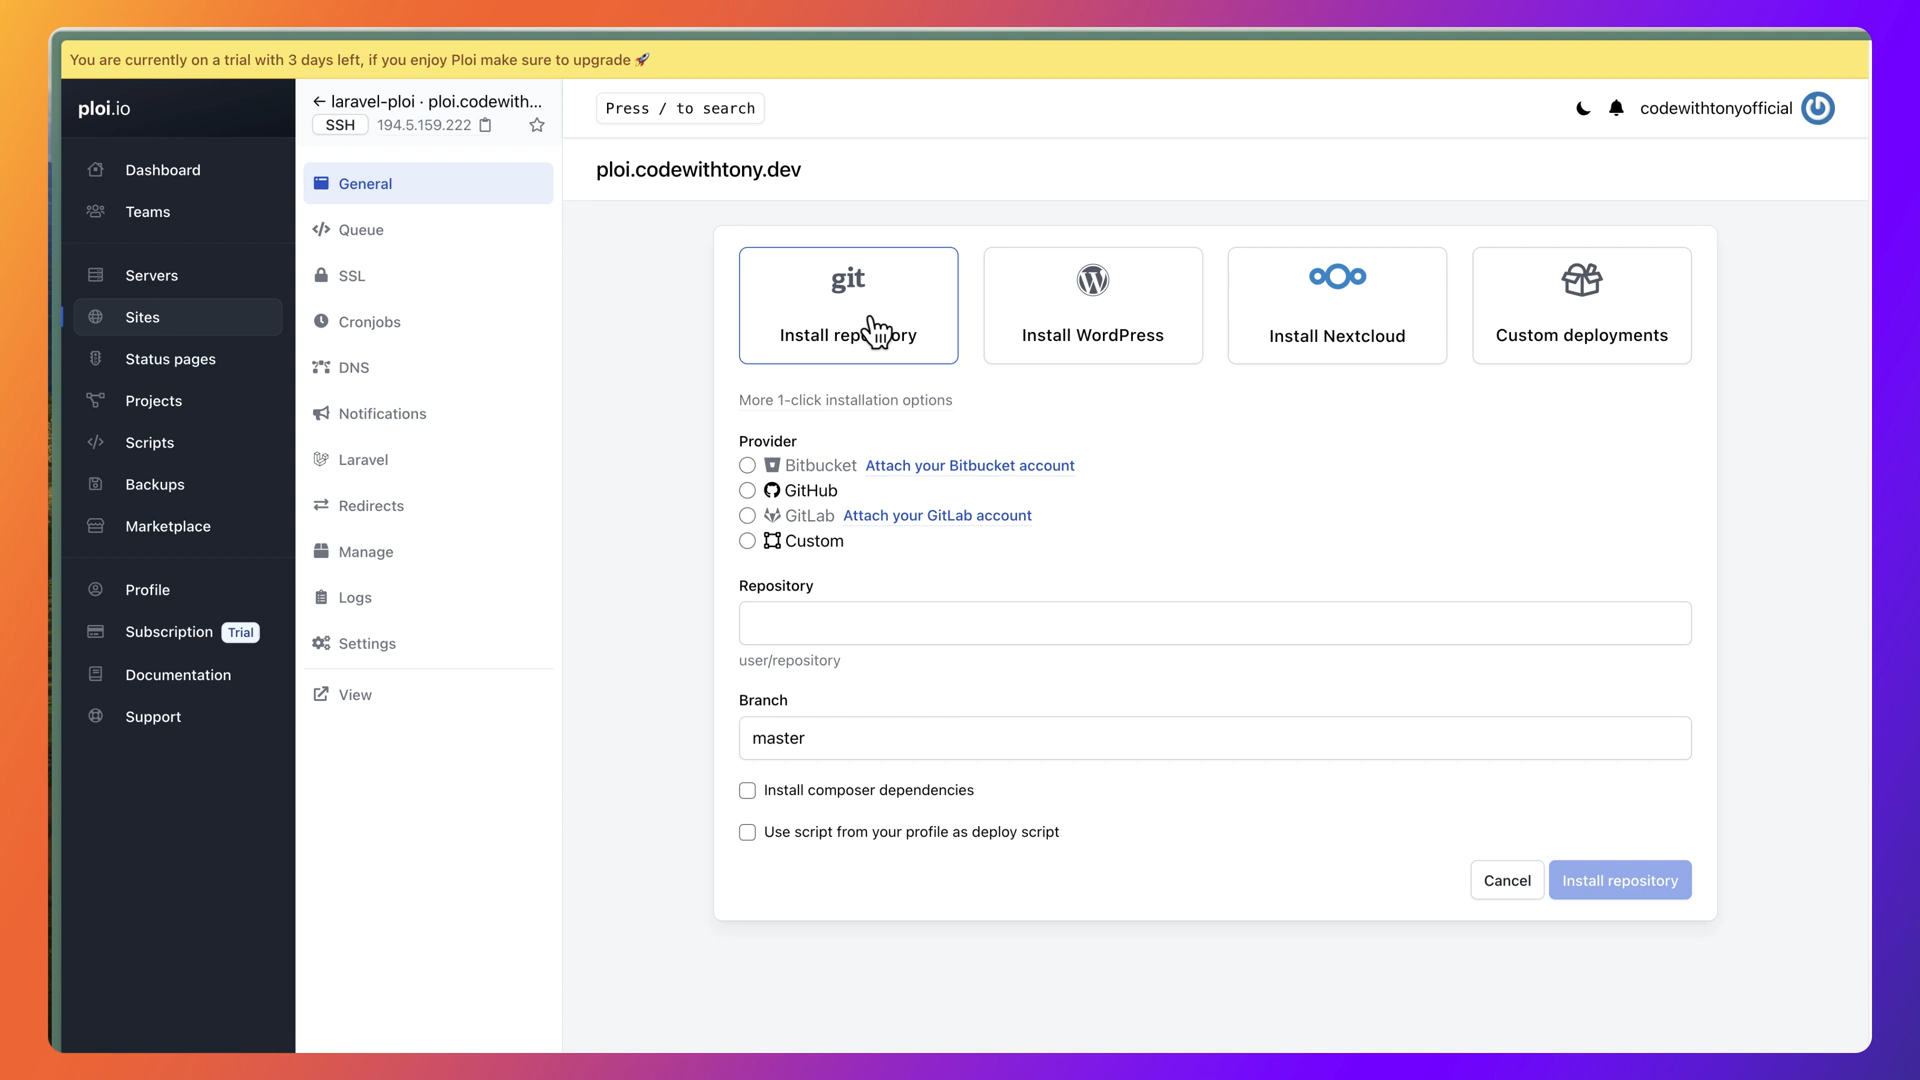 You are currently on a trial with 3 days left, if you enjoy Ploi make sure to upgrade 🚀
ploi.io
Dashboard
Teams
Servers
Sites
Status pages
Projects
Scripts
Backups
Marketplace
Profile
Subscription Trial
Documentation
Support
← laravel-ploi · ploi.codewith...
SSH 194.5.159.222
General
Queue
SSL
Cronjobs
DNS
Notifications
Laravel
Redirects
Manage
Logs
Settings
View
Press / to search
codewithtonyofficial
ploi.codewithtony.dev
git
Install repository
Install WordPress
Install Nextcloud
Custom deployments
More 1-click installation options
Provider
Bitbucket Attach your Bitbucket account
GitHub
GitLab Attach your GitLab account
Custom
Repository
user/repository
Branch
master
Install composer dependencies
Use script from your profile as deploy script
Cancel Install repository